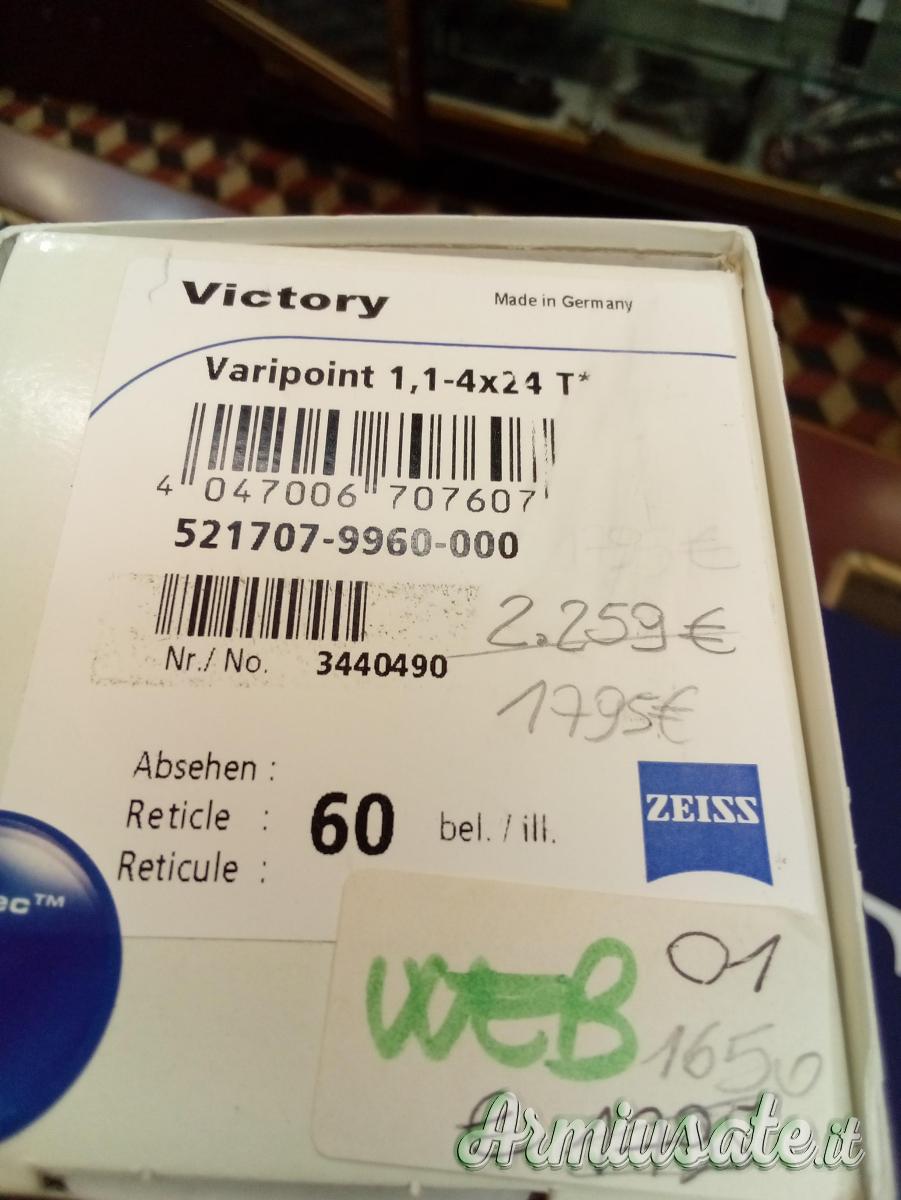 Victory
Made in Germany
Varipoint 1,1-4x24 T*
4 047006 707607
521707-9960-000
2.259€
Nr./ No. 3440490
1795€
Absehen :
Reticle : 60 bel. / ill.
Reticule :
ZEISS
ec™
WEB 01
1650
Armiusate.it